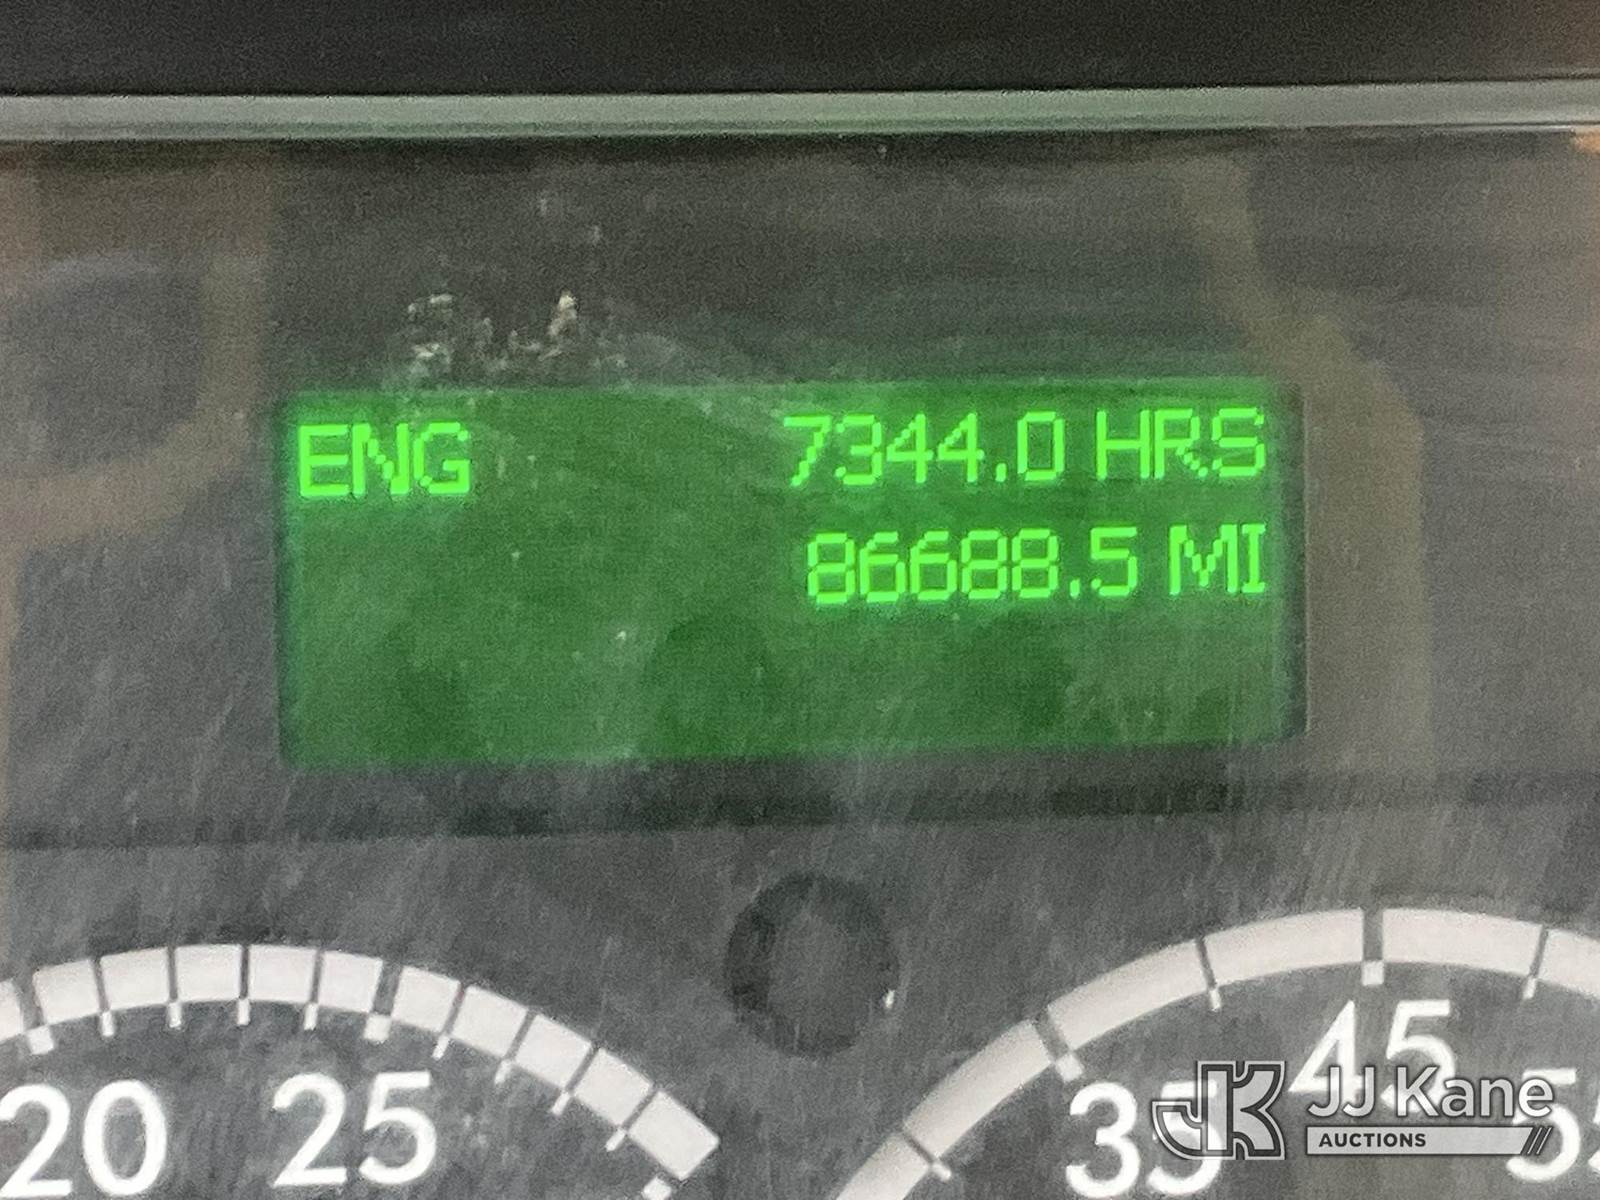 ENG 7344.0 HRS
86688.5 MI
20 25 35 45
JJ Kane
AUCTIONS